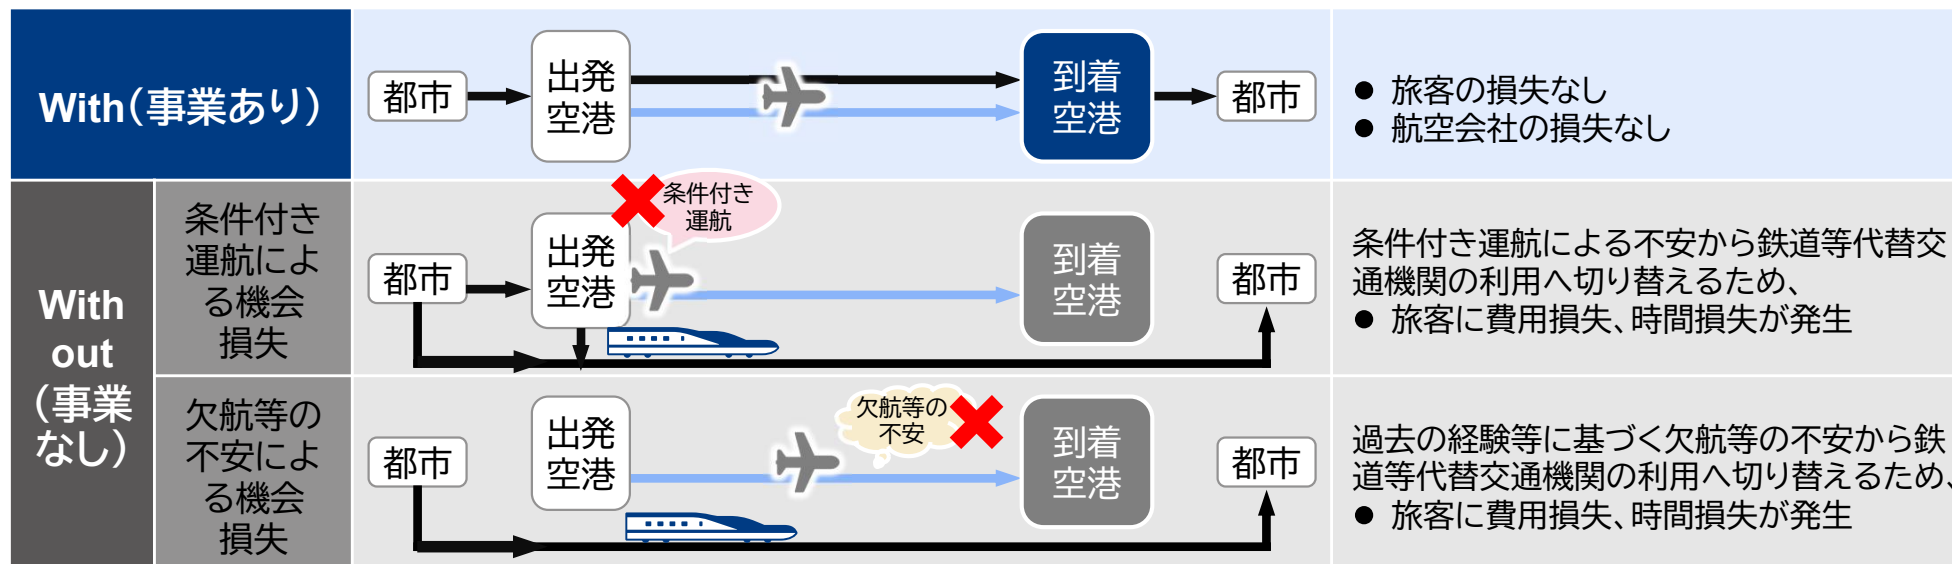 With（事業あり）
都市
出発
空港
到着
空港
都市
● 旅客の損失なし
● 航空会社の損失なし
With
out
（事業
なし）
条件付き
運航によ
る機会
損失
都市
出発
空港
条件付き
運航
到着
空港
都市
条件付き運航による不安から鉄道等代替交
通機関の利用へ切り替えるため、
● 旅客に費用損失、時間損失が発生
欠航等の
不安によ
る機会
損失
都市
出発
空港
欠航等の
不安
到着
空港
都市
過去の経験等に基づく欠航等の不安から鉄
道等代替交通機関の利用へ切り替えるため、
● 旅客に費用損失、時間損失が発生